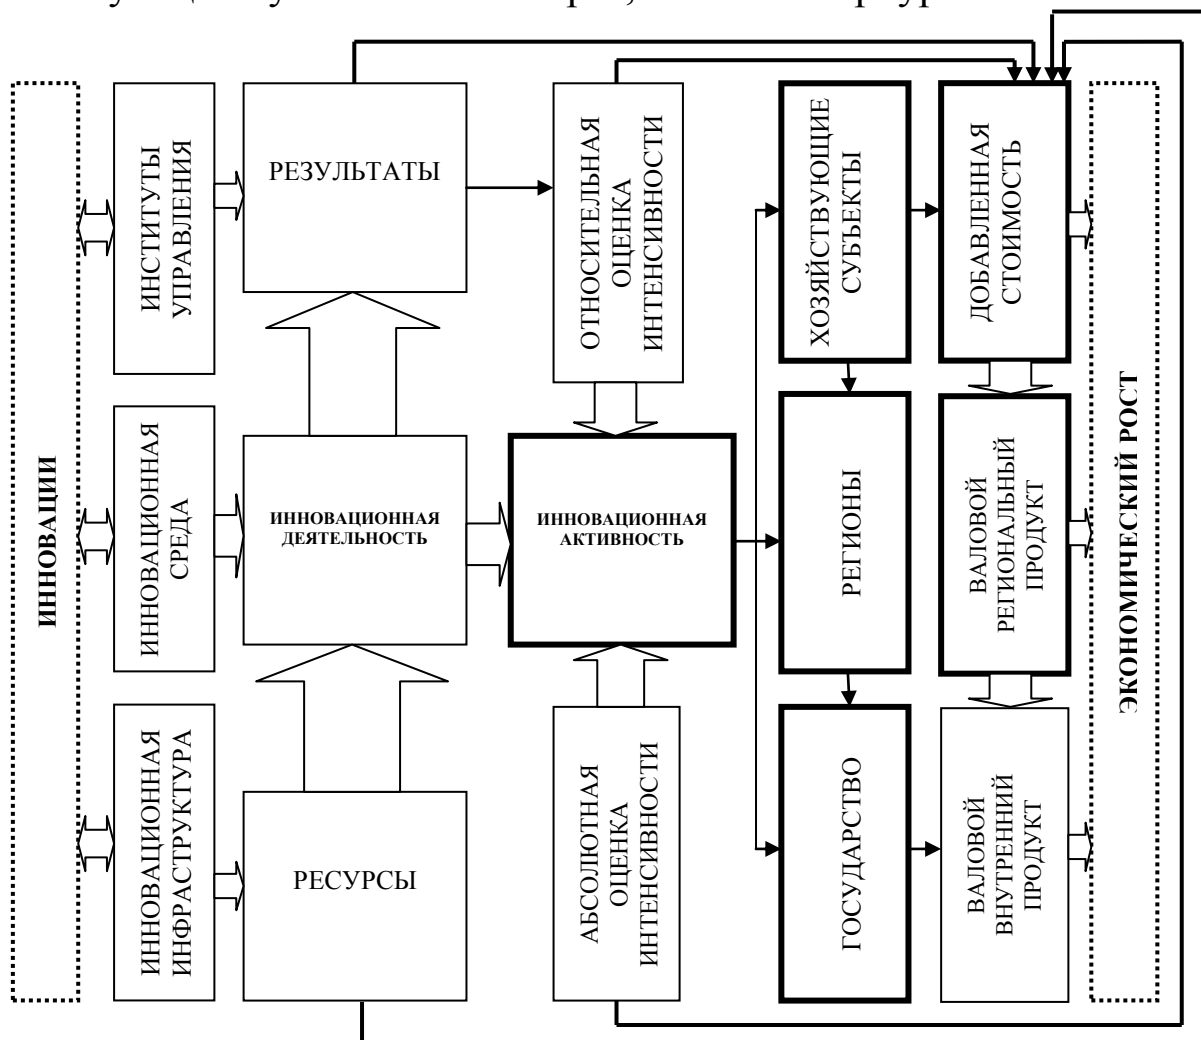 ИННОВАЦИИ
ИНСТИТУТЫ
УПРАВЛЕНИЯ
РЕЗУЛЬТАТЫ
ОТНОСИТЕЛЬНАЯ
ОЦЕНКА
ИНТЕНСИВНОСТИ
ХОЗЯЙСТВУЮЩИЕ
СУБЪЕКТЫ
ДОБАВЛЕННАЯ
СТОИМОСТЬ
ИННОВАЦИОННАЯ
СРЕДА
ИННОВАЦИОННАЯ
ДЕЯТЕЛЬНОСТЬ
ИННОВАЦИОННАЯ
АКТИВНОСТЬ
РЕГИОНЫ
ВАЛОВОЙ
РЕГИОНАЛЬНЫЙ
ПРОДУКТ
ЭКОНОМИЧЕСКИЙ РОСТ
ИННОВАЦИОННАЯ
ИНФРАСТРУКТУРА
РЕСУРСЫ
АБСОЛЮТНАЯ
ОЦЕНКА
ИНТЕНСИВНОСТИ
ГОСУДАРСТВО
ВАЛОВОЙ
ВНУТРЕННИЙ
ПРОДУКТ